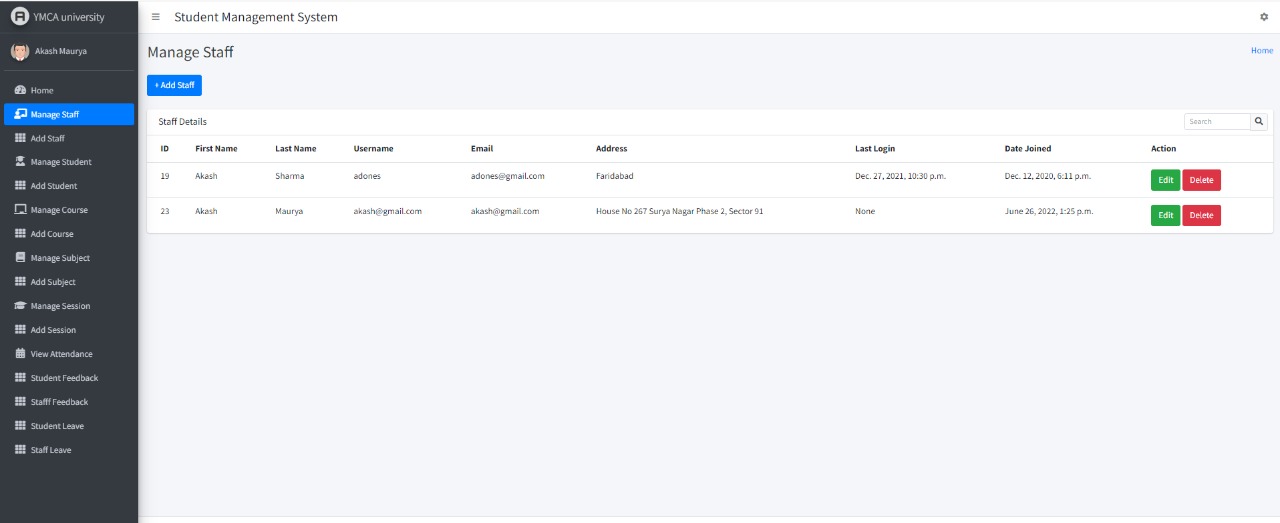 YMCA university
Student Management System
Akash Maurya
Manage Staff
Home
+ Add Staff
Home
Manage Staff
Add Staff
Manage Student
Add Student
Manage Course
Add Course
Manage Subject
Add Subject
Manage Session
Add Session
View Attendance
Student Feedback
Stafff Feedback
Student Leave
Staff Leave
Staff Details
Search
ID First Name Last Name Username Email Address Last Login Date Joined Action
19 Akash Sharma adones adones@gmail.com Faridabad Dec. 27, 2021, 10:30 p.m. Dec. 12, 2020, 6:11 p.m. Edit Delete
23 Akash Maurya akash@gmail.com akash@gmail.com House No 267 Surya Nagar Phase 2, Sector 91 None June 26, 2022, 1:25 p.m. Edit Delete